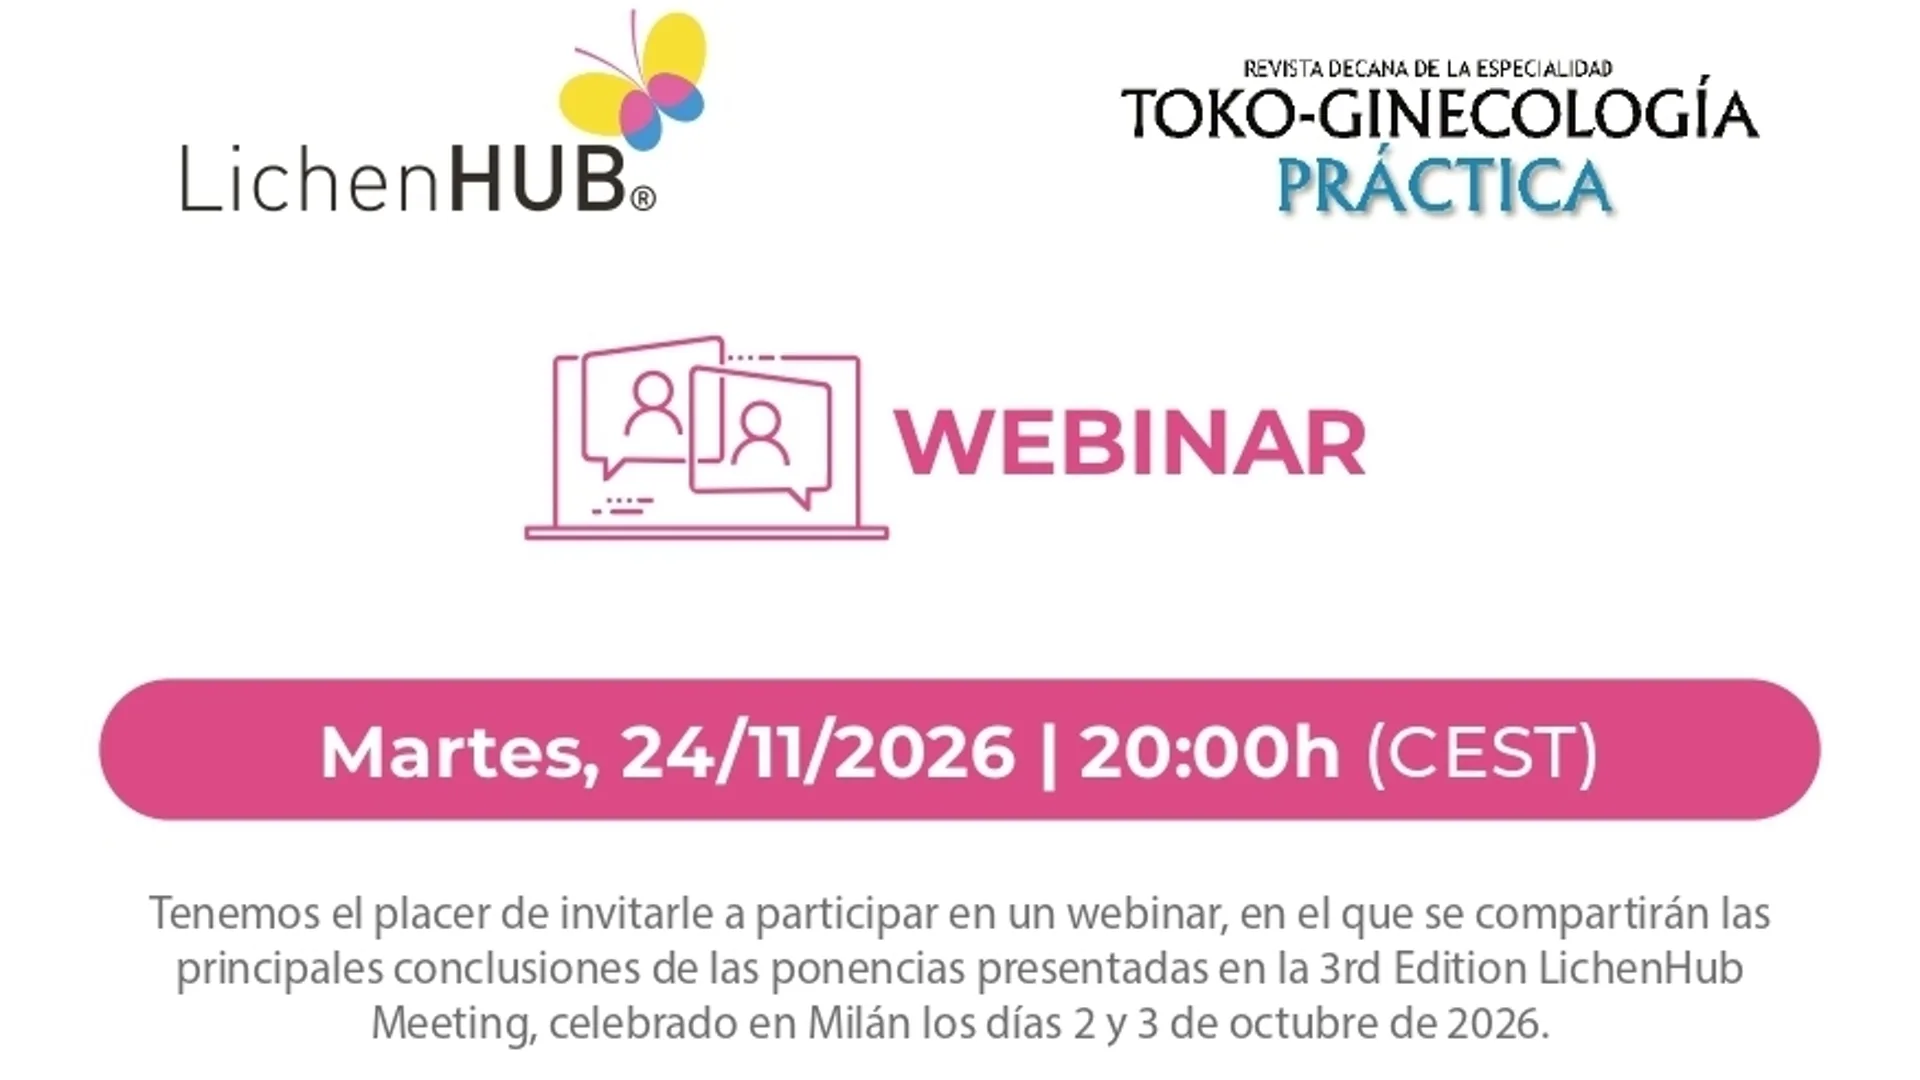 LichenHUB®
REVISTA DECANA DE LA ESPECIALIDAD
TOKO-GINECOLOGÍA
PRÁCTICA
WEBINAR
Martes, 24/11/2026 | 20:00h (CEST)
Tenemos el placer de invitarle a participar en un webinar, en el que se compartirán las
principales conclusiones de las ponencias presentadas en la 3rd Edition LichenHub
Meeting, celebrado en Milán los días 2 y 3 de octubre de 2026.